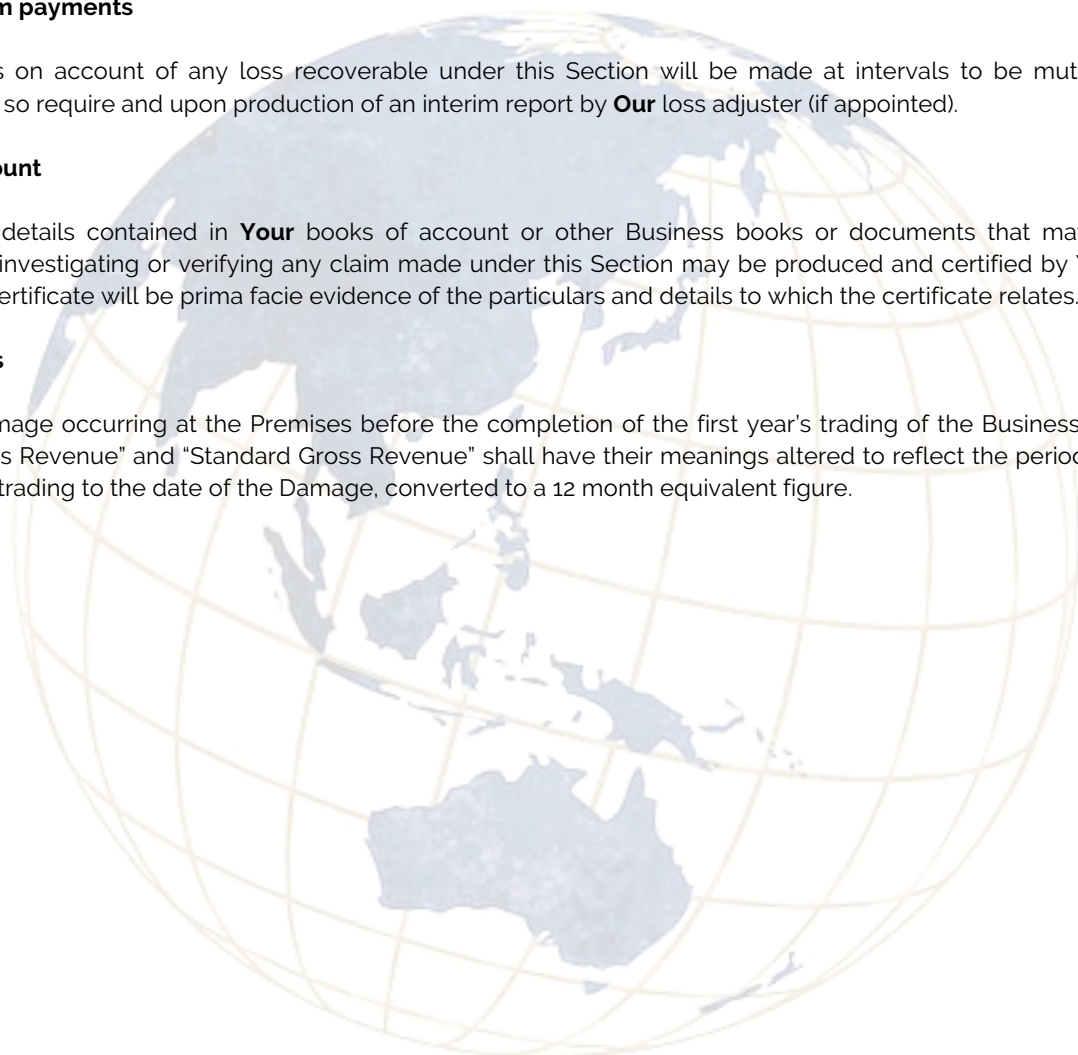 m payments
s on account of any loss recoverable under this Section will be made at intervals to be mut
so require and upon production of an interim report by Our loss adjuster (if appointed).
ount
details contained in Your books of account or other Business books or documents that ma
investigating or verifying any claim made under this Section may be produced and certified by
ertificate will be prima facie evidence of the particulars and details to which the certificate relates.
s
mage occurring at the Premises before the completion of the first year's trading of the Business
s Revenue” and “Standard Gross Revenue” shall have their meanings altered to reflect the perio
trading to the date of the Damage, converted to a 12 month equivalent figure.